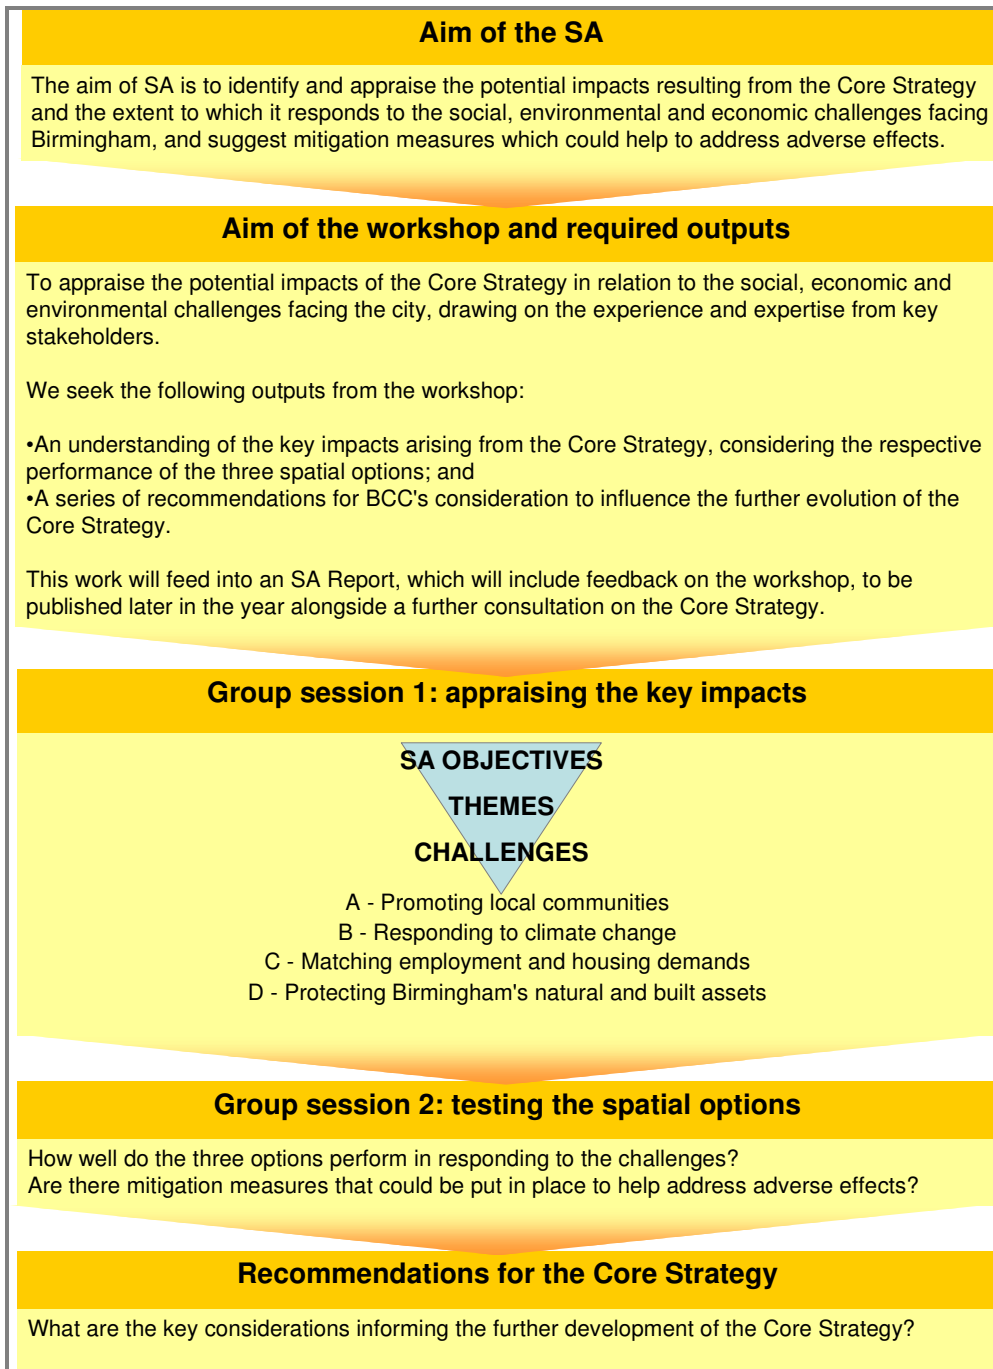 Aim of the SA
The aim of SA is to identify and appraise the potential impacts resulting from the Core Strategy
and the extent to which it responds to the social, environmental and economic challenges facing
Birmingham, and suggest mitigation measures which could help to address adverse effects.
Aim of the workshop and required outputs
To appraise the potential impacts of the Core Strategy in relation to the social, economic and
environmental challenges facing the city, drawing on the experience and expertise from key
stakeholders.
We seek the following outputs from the workshop:
•An understanding of the key impacts arising from the Core Strategy, considering the respective
performance of the three spatial options; and
•A series of recommendations for BCC's consideration to influence the further evolution of the
Core Strategy.
This work will feed into an SA Report, which will include feedback on the workshop, to be
published later in the year alongside a further consultation on the Core Strategy.
Group session 1: appraising the key impacts
SA OBJECTIVES
THEMES
CHALLENGES
A - Promoting local communities
B - Responding to climate change
C - Matching employment and housing demands
D - Protecting Birmingham's natural and built assets
Group session 2: testing the spatial options
How well do the three options perform in responding to the challenges?
Are there mitigation measures that could be put in place to help address adverse effects?
Recommendations for the Core Strategy
What are the key considerations informing the further development of the Core Strategy?